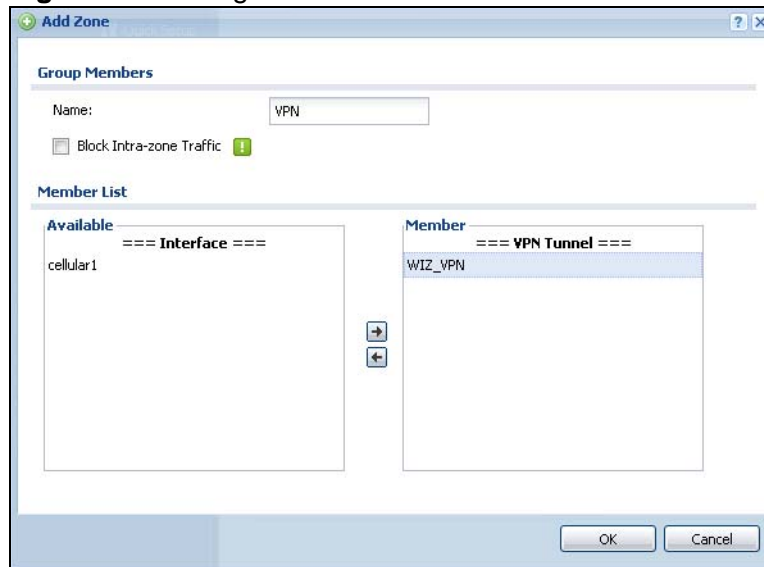 Add Zone
Group Members
Name: VPN
Block Intra-zone Traffic
Member List
Available
=== Interface ===
cellular1
Member
=== VPN Tunnel ===
WIZ_VPN
OK Cancel